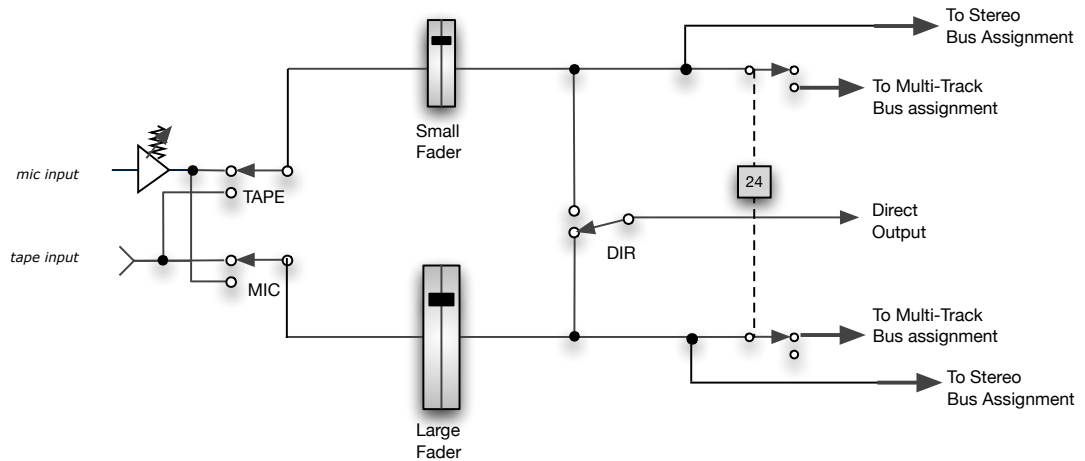 To Stereo
Bus Assignment
To Multi-Track
Bus assignment
Small
Fader
mic input
TAPE
24
Direct
Output
DIR
tape input
MIC
To Multi-Track
Bus assignment
To Stereo
Bus Assignment
Large
Fader